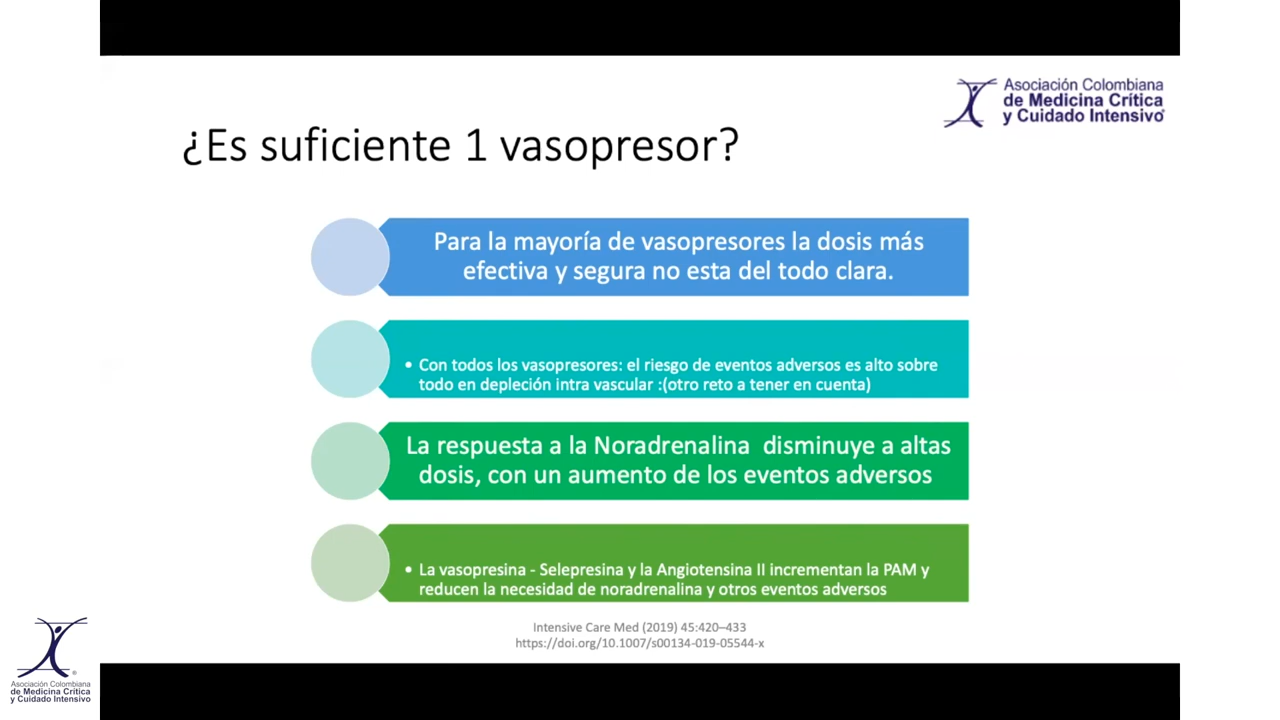 Asociación Colombiana
de Medicina Crítica
y Cuidado Intensivo®
¿Es suficiente 1 vasopresor?
Para la mayoría de vasopresores la dosis más
efectiva y segura no esta del todo clara.
• Con todos los vasopresores: el riesgo de eventos adversos es alto sobre
todo en depleción intra vascular :(otro reto a tener en cuenta)
La respuesta a la Noradrenalina disminuye a altas
dosis, con un aumento de los eventos adversos
• La vasopresina - Selepresina y la Angiotensina II incrementan la PAM y
reducen la necesidad de noradrenalina y otros eventos adversos
Intensive Care Med (2019) 45:420–433
https://doi.org/10.1007/s00134-019-05544-x
®
Asociación Colombiana
de Medicina Crítica
y Cuidado Intensivo